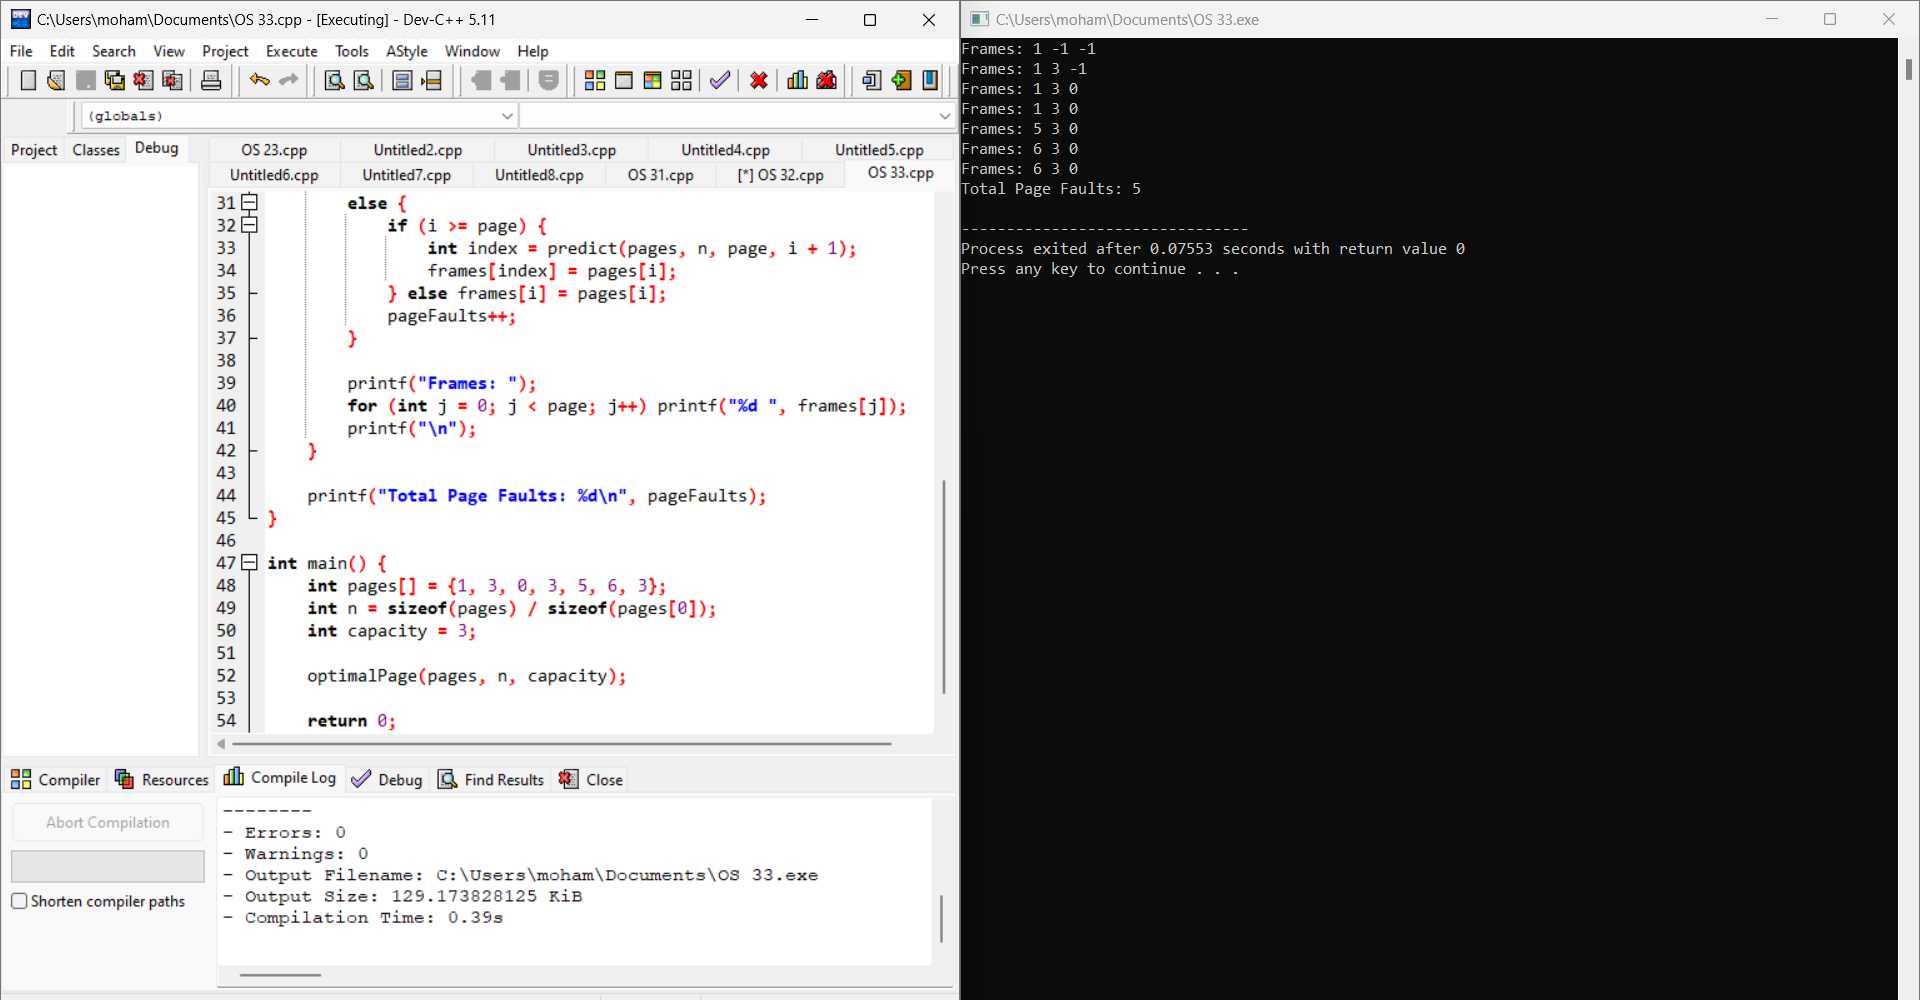 C:\Users\moham\Documents\OS 33.cpp - [Executing] - Dev-C++ 5.11
File Edit Search View Project Execute Tools AStyle Window Help
(globals)
Project Classes Debug
OS 23.cpp Untitled2.cpp Untitled3.cpp Untitled4.cpp Untitled5.cpp
Untitled6.cpp Untitled7.cpp Untitled8.cpp OS 31.cpp [*] OS 32.cpp OS 33.cpp
31 else {
32 if (i >= page) {
33 int index = predict(pages, n, page, i + 1);
34 frames[index] = pages[i];
35 } else frames[i] = pages[i];
36 pageFaults++;
37 }
38
39 printf("Frames: ");
40 for (int j = 0; j < page; j++) printf("%d ", frames[j]);
41 printf("\n");
42 }
43
44 printf("Total Page Faults: %d\n", pageFaults);
45 }
46
47 int main() {
48 int pages[] = {1, 3, 0, 3, 5, 6, 3};
49 int n = sizeof(pages) / sizeof(pages[0]);
50 int capacity = 3;
51
52 optimalPage(pages, n, capacity);
53
54 return 0;
Compiler Resources Compile Log Debug Find Results Close
Abort Compilation
Shorten compiler paths
--------
- Errors: 0
- Warnings: 0
- Output Filename: C:\Users\moham\Documents\OS 33.exe
- Output Size: 129.173828125 KiB
- Compilation Time: 0.39s
C:\Users\moham\Documents\OS 33.exe
Frames: 1 -1 -1
Frames: 1 3 -1
Frames: 1 3 0
Frames: 1 3 0
Frames: 5 3 0
Frames: 6 3 0
Frames: 6 3 0
Total Page Faults: 5
--------------------------------
Process exited after 0.07553 seconds with return value 0
Press any key to continue . . .